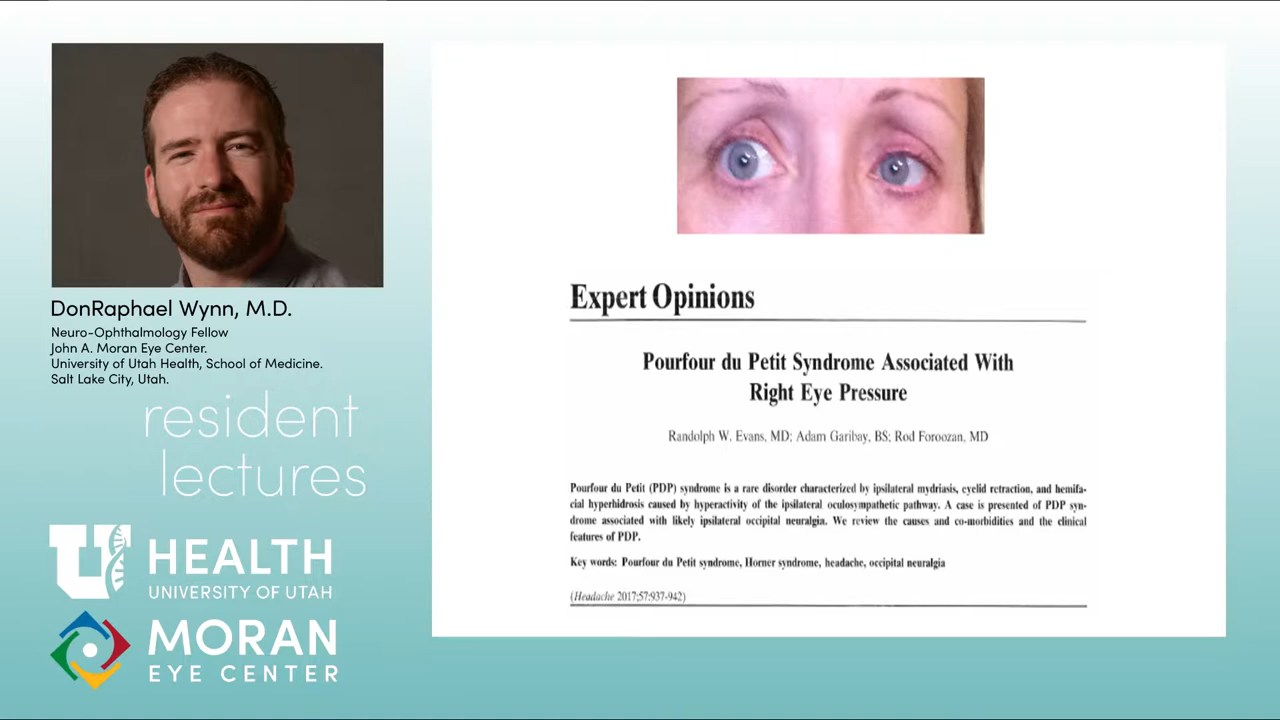 DonRaphael Wynn, M.D.
Neuro-Ophthalmology Fellow
John A. Moran Eye Center.
University of Utah Health, School of Medicine.
Salt Lake City, Utah.
resident
lectures
U HEALTH
UNIVERSITY OF UTAH
MORAN
EYE CENTER
Expert Opinions
Pourfour du Petit Syndrome Associated With
Right Eye Pressure
Randolph W. Evans, MD; Adam Garibay, BS; Rod Foroozan, MD
Pourfour du Petit (PDP) syndrome is a rare disorder characterized by ipsilateral mydriasis, eyelid retraction, and hemifa-
cial hyperhidrosis caused by hyperactivity of the ipsilateral oculosympathetic pathway. A case is presented of PDP syn-
drome associated with likely ipsilateral occipital neuralgia. We review the causes and co-morbidities and the clinical
features of PDP.
Key words: Pourfour du Petit syndrome, Horner syndrome, headache, occipital neuralgia
(Headache 2017;57:937-942)